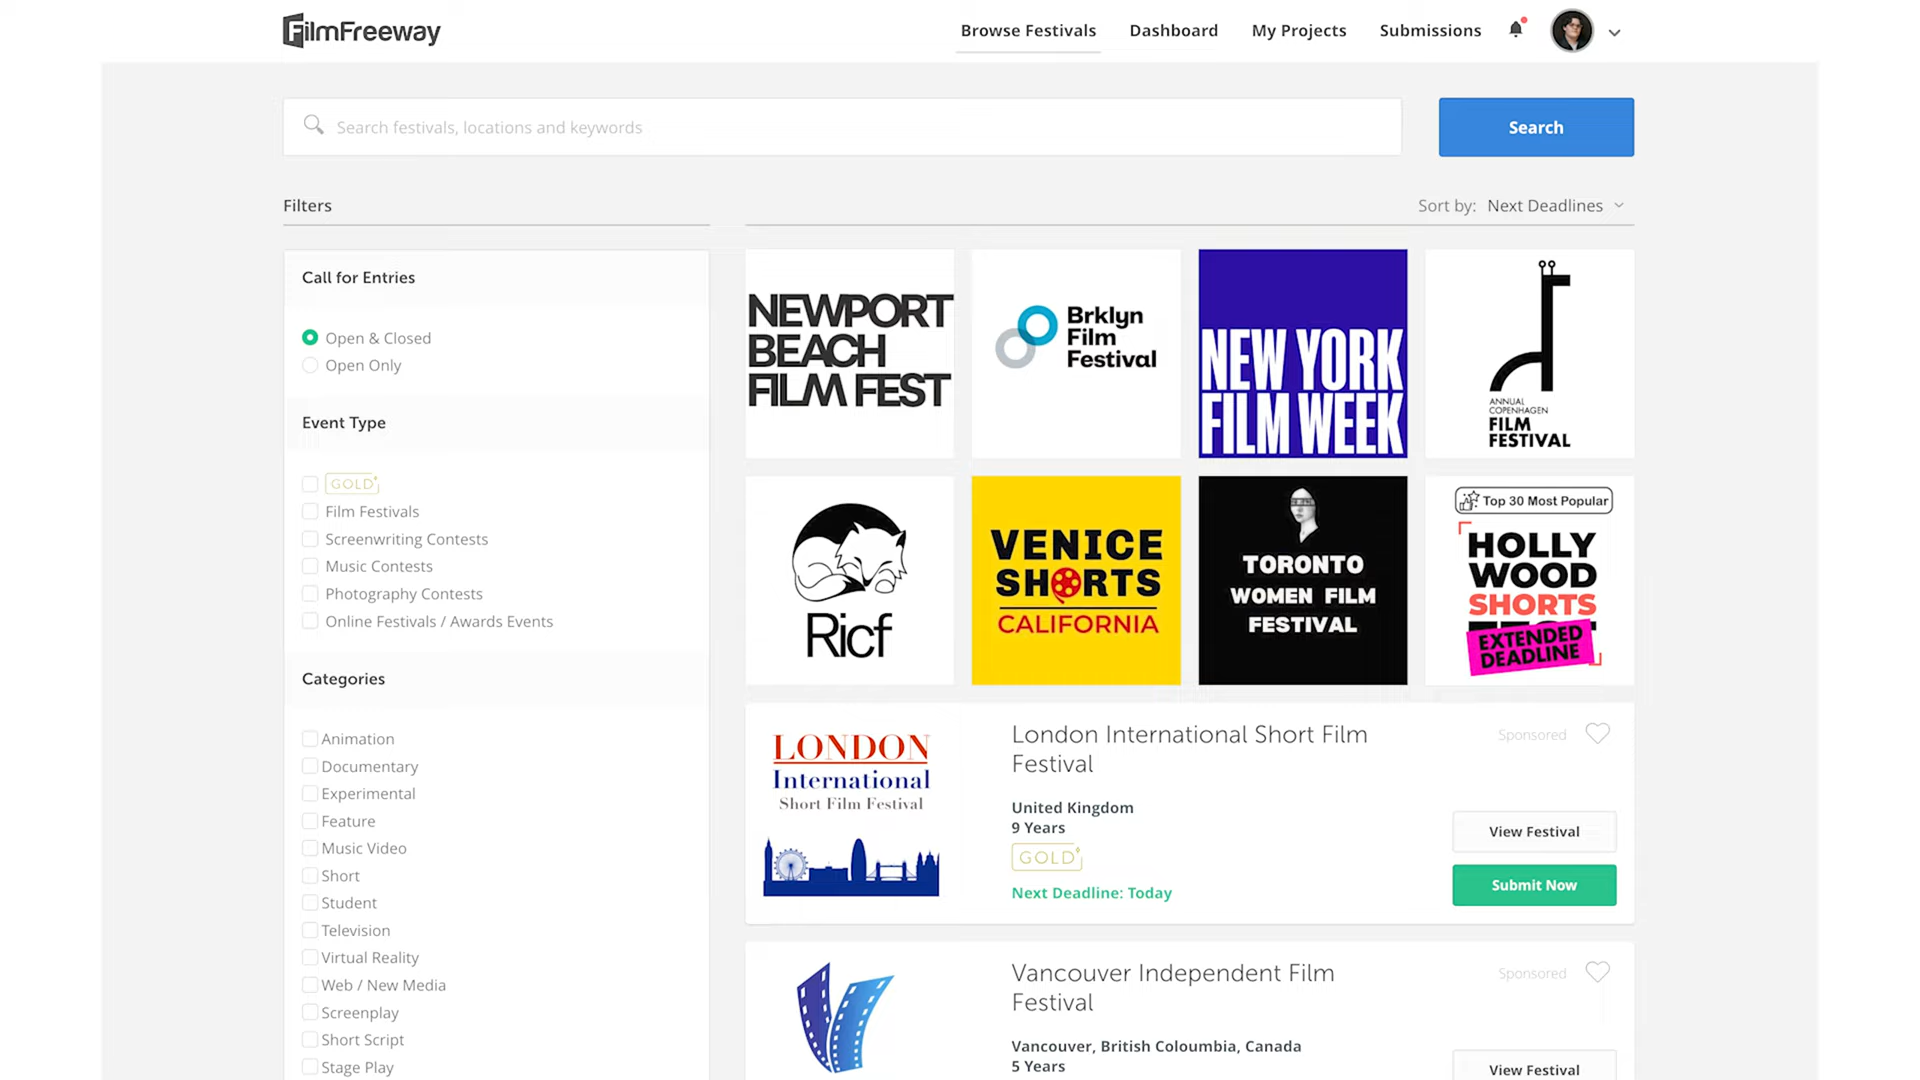 FilmFreeway
Browse Festivals
Dashboard
My Projects
Submissions
Search festivals, locations and keywords
Search
Filters
Sort by: Next Deadlines
Call for Entries
Open & Closed
Open Only
Event Type
GOLD
Film Festivals
Screenwriting Contests
Music Contests
Photography Contests
Online Festivals / Awards Events
Categories
Animation
Documentary
Experimental
Feature
Music Video
Short
Student
Television
Virtual Reality
Web / New Media
Screenplay
Short Script
Stage Play
NEWPORT
BEACH
FILM FEST
Brklyn
Film
Festival
NEW YORK
FILM WEEK
ANNUAL
COPENHAGEN
FILM
FESTIVAL
Ricf
VENICE
SHORTS
CALIFORNIA
TORONTO
WOMEN FILM
FESTIVAL
Top 30 Most Popular
HOLLY
WOOD
SHORTS
EXTENDED
DEADLINE
LONDON
International
Short Film Festival
London International Short Film
Festival
United Kingdom
9 Years
GOLD
Next Deadline: Today
Sponsored
View Festival
Submit Now
Vancouver Independent Film
Festival
Vancouver, British Coloumbia, Canada
5 Years
Sponsored
View Festival